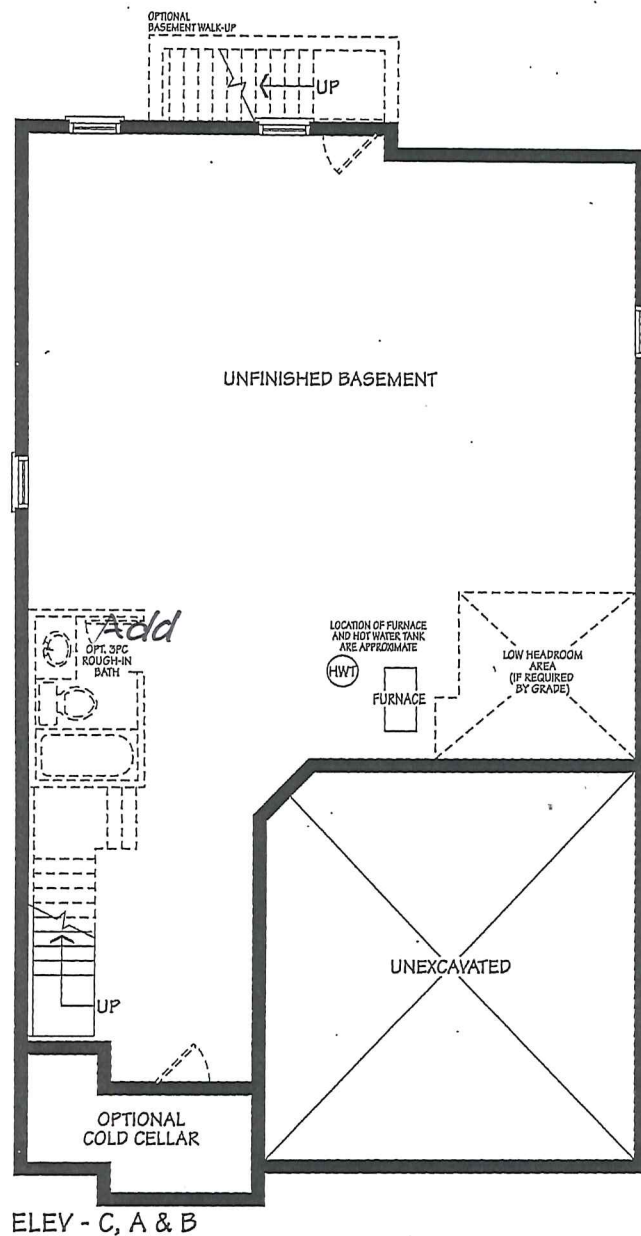 OPTIONAL
BASEMENT WALK-UP
UP
UNFINISHED BASEMENT
Add
OPT. 3PC
ROUGH-IN
BATH
LOCATION OF FURNACE
AND HOT WATER TANK
ARE APPROXIMATE
HWT
FURNACE
LOW HEADROOM
AREA
(IF REQUIRED
BY GRADE)
UNEXCAVATED
UP
OPTIONAL
COLD CELLAR
ELEV - C, A & B